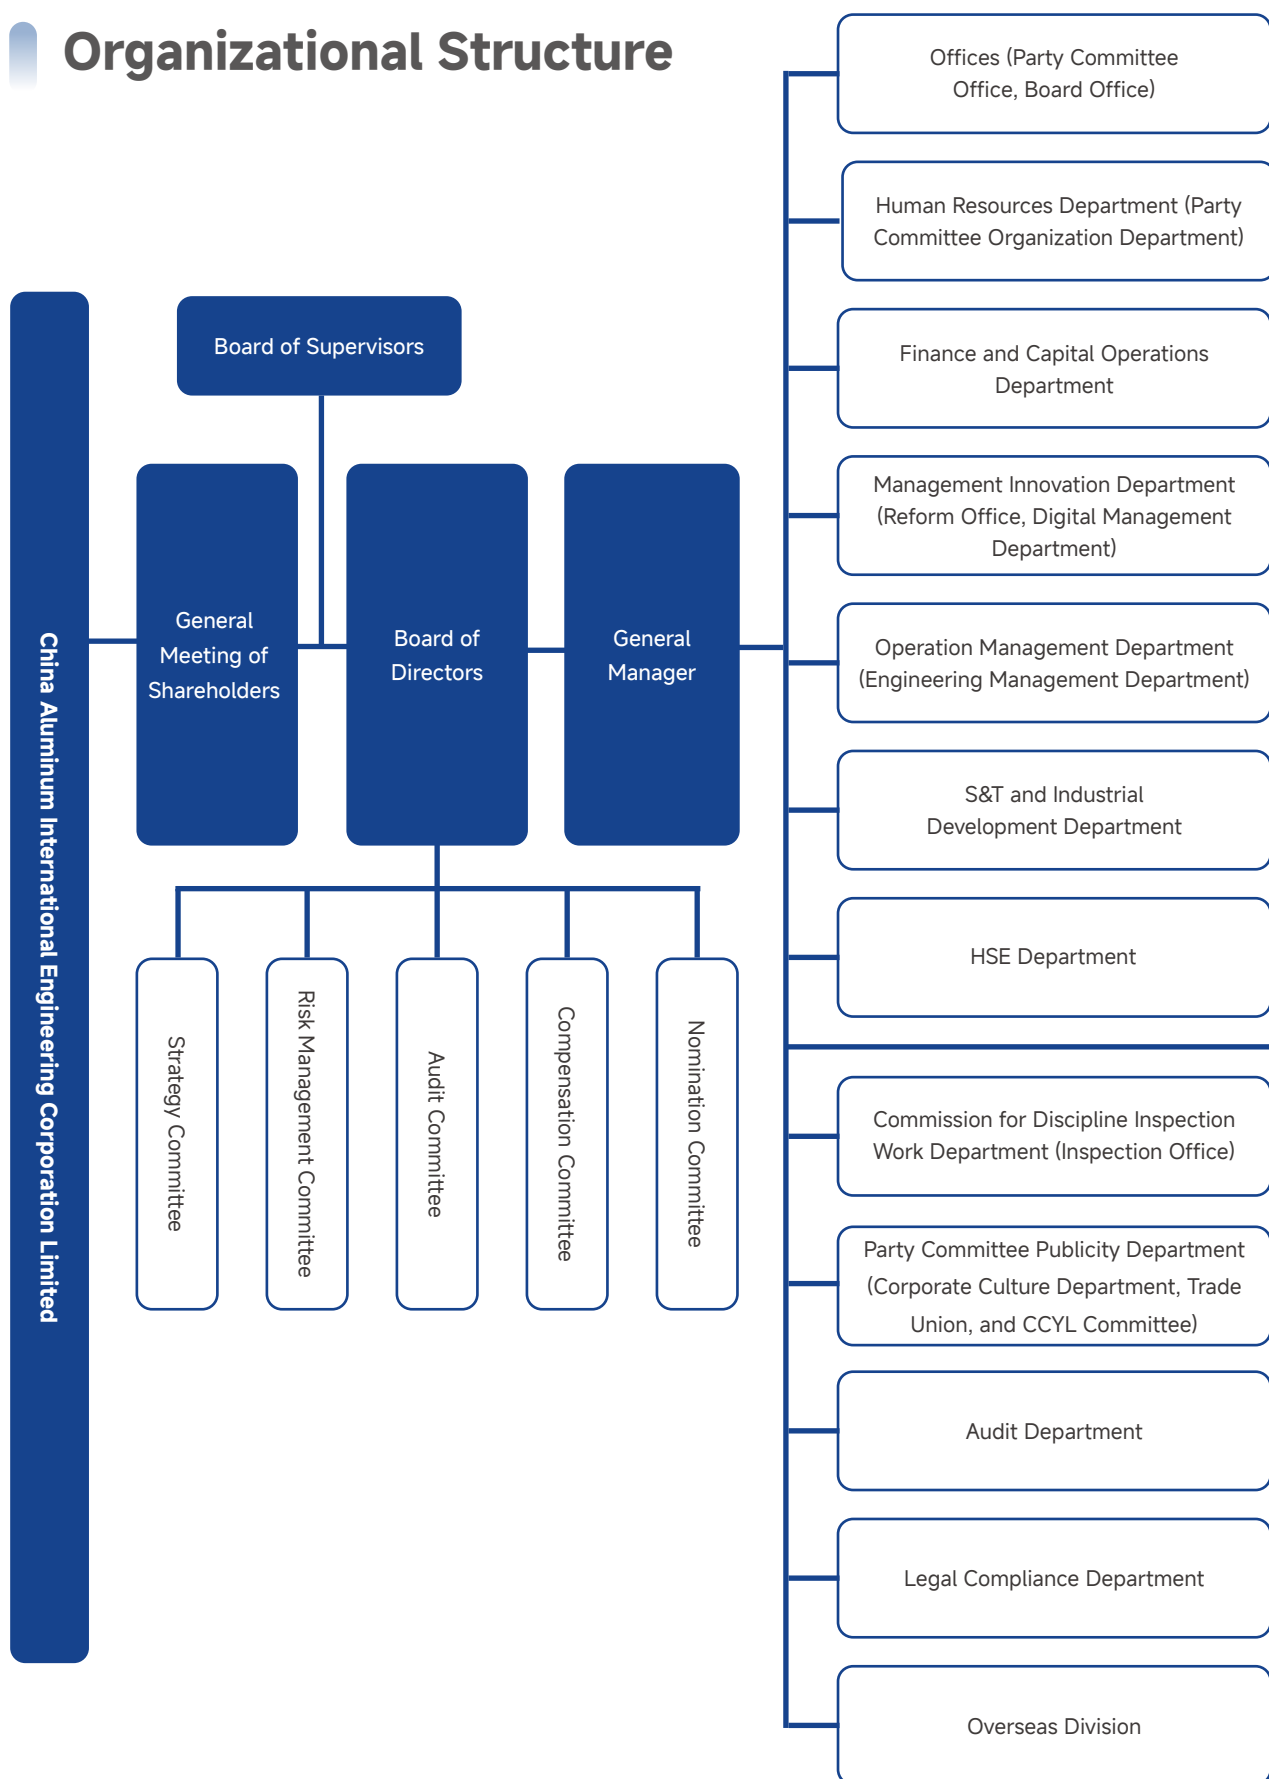 Organizational Structure
China Aluminum International Engineering Corporation Limited
Board of Supervisors
General
Meeting of
Shareholders
Board of
Directors
General
Manager
Strategy Committee
Risk Management Committee
Audit Committee
Compensation Committee
Nomination Committee
Offices (Party Committee
Office, Board Office)
Human Resources Department (Party
Committee Organization Department)
Finance and Capital Operations
Department
Management Innovation Department
(Reform Office, Digital Management
Department)
Operation Management Department
(Engineering Management Department)
S&T and Industrial
Development Department
HSE Department
Commission for Discipline Inspection
Work Department (Inspection Office)
Party Committee Publicity Department
(Corporate Culture Department, Trade
Union, and CCYL Committee)
Audit Department
Legal Compliance Department
Overseas Division